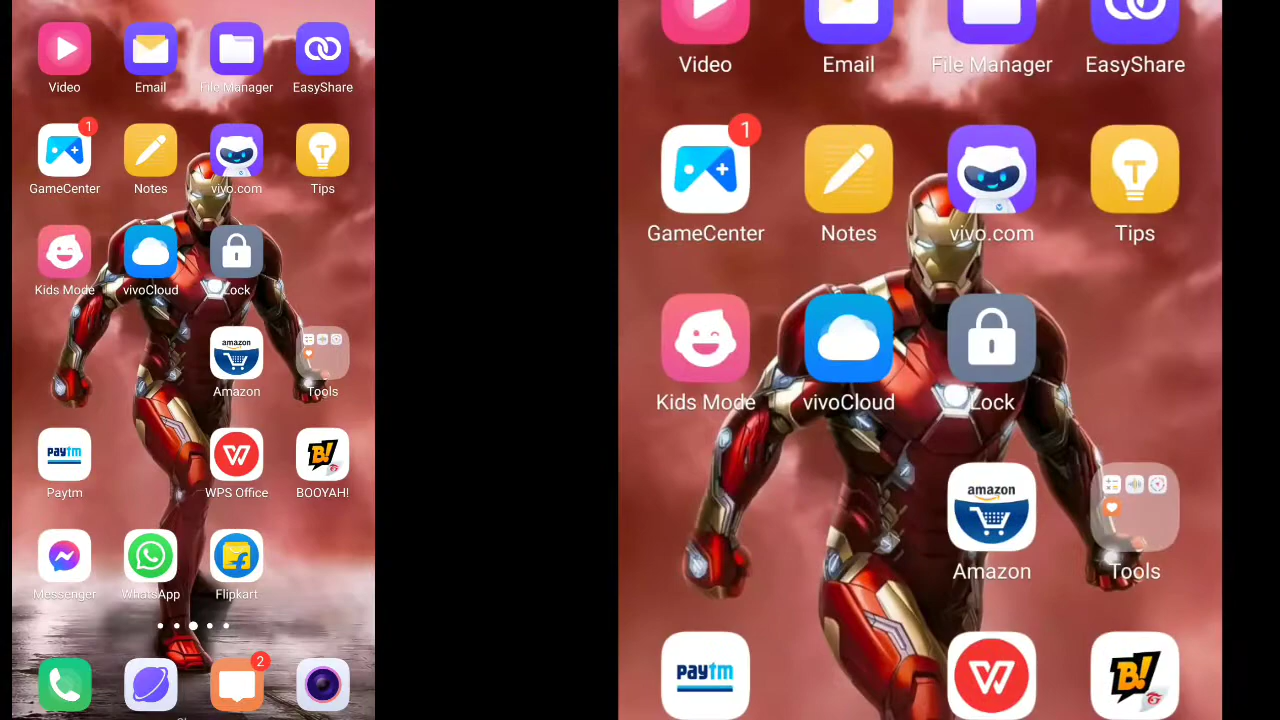 Video Email File Manager EasyShare
1
GameCenter Notes vivo.com Tips
Kids Mode vivoCloud Lock
amazon
Amazon Tools
paytm
Paytm WPS Office BOOYAH!
Messenger WhatsApp Flipkart
2
Video Email File Manager EasyShare
1
GameCenter Notes vivo.com Tips
Kids Mode vivoCloud Lock
amazon
Amazon Tools
paytm W B!